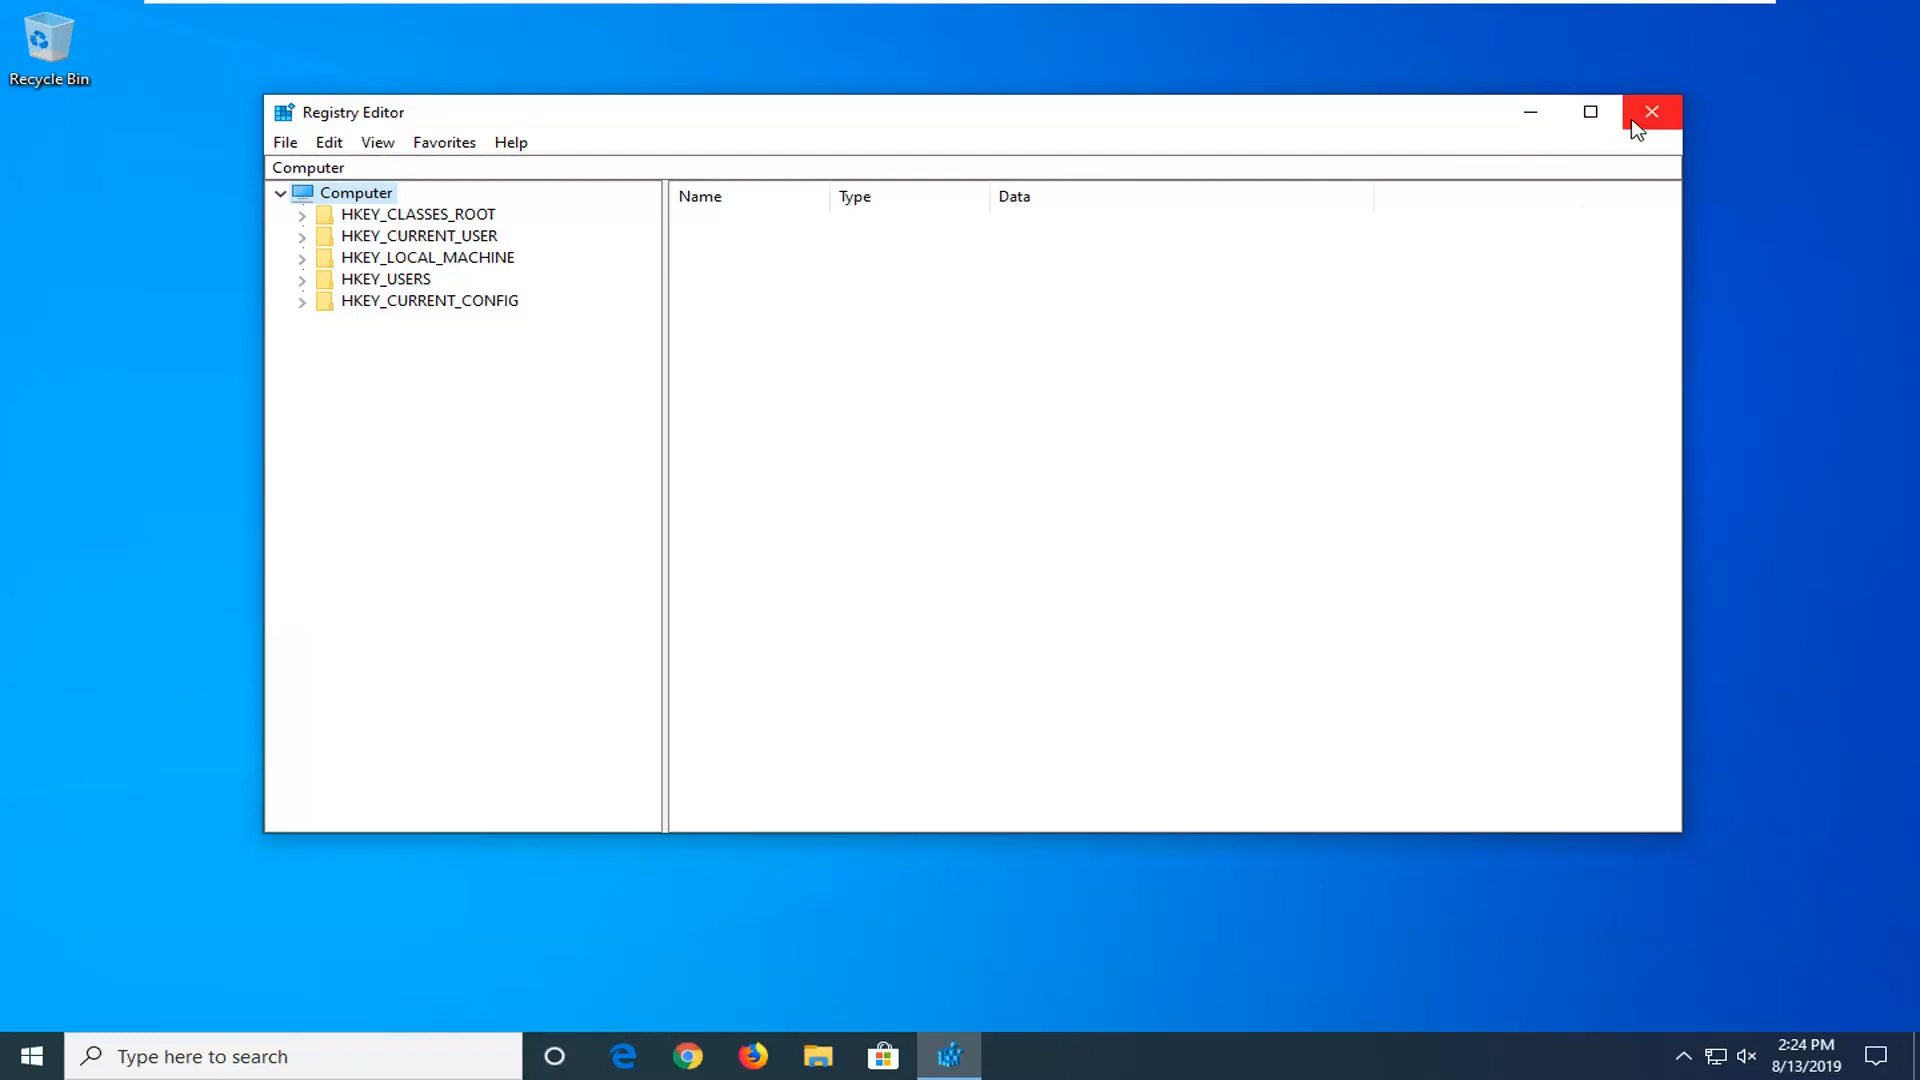 Recycle Bin
Registry Editor
File Edit View Favorites Help
Computer
Computer
HKEY_CLASSES_ROOT
HKEY_CURRENT_USER
HKEY_LOCAL_MACHINE
HKEY_USERS
HKEY_CURRENT_CONFIG
Name Type Data
Type here to search
2:24 PM
8/13/2019